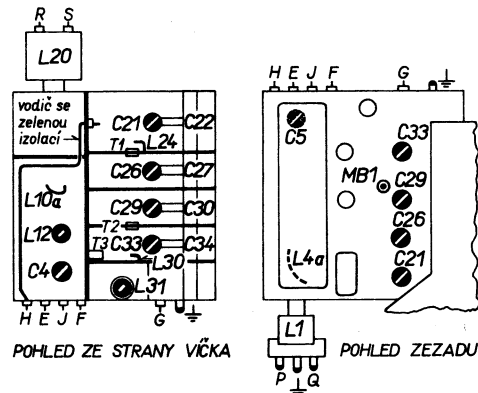 R S
L20
vodič se
zelenou
izolací
C21 C22
T1 L24
C26 C27
L10a
C29 C30
T2
L12
T3 C33 C34
L30
C4
L31
H E J F G
POHLED ZE STRANY VÍČKA
H E J F G
C5
C33
MB1
C29
C26
L4a
C21
L1
P Q
POHLED ZEZADU